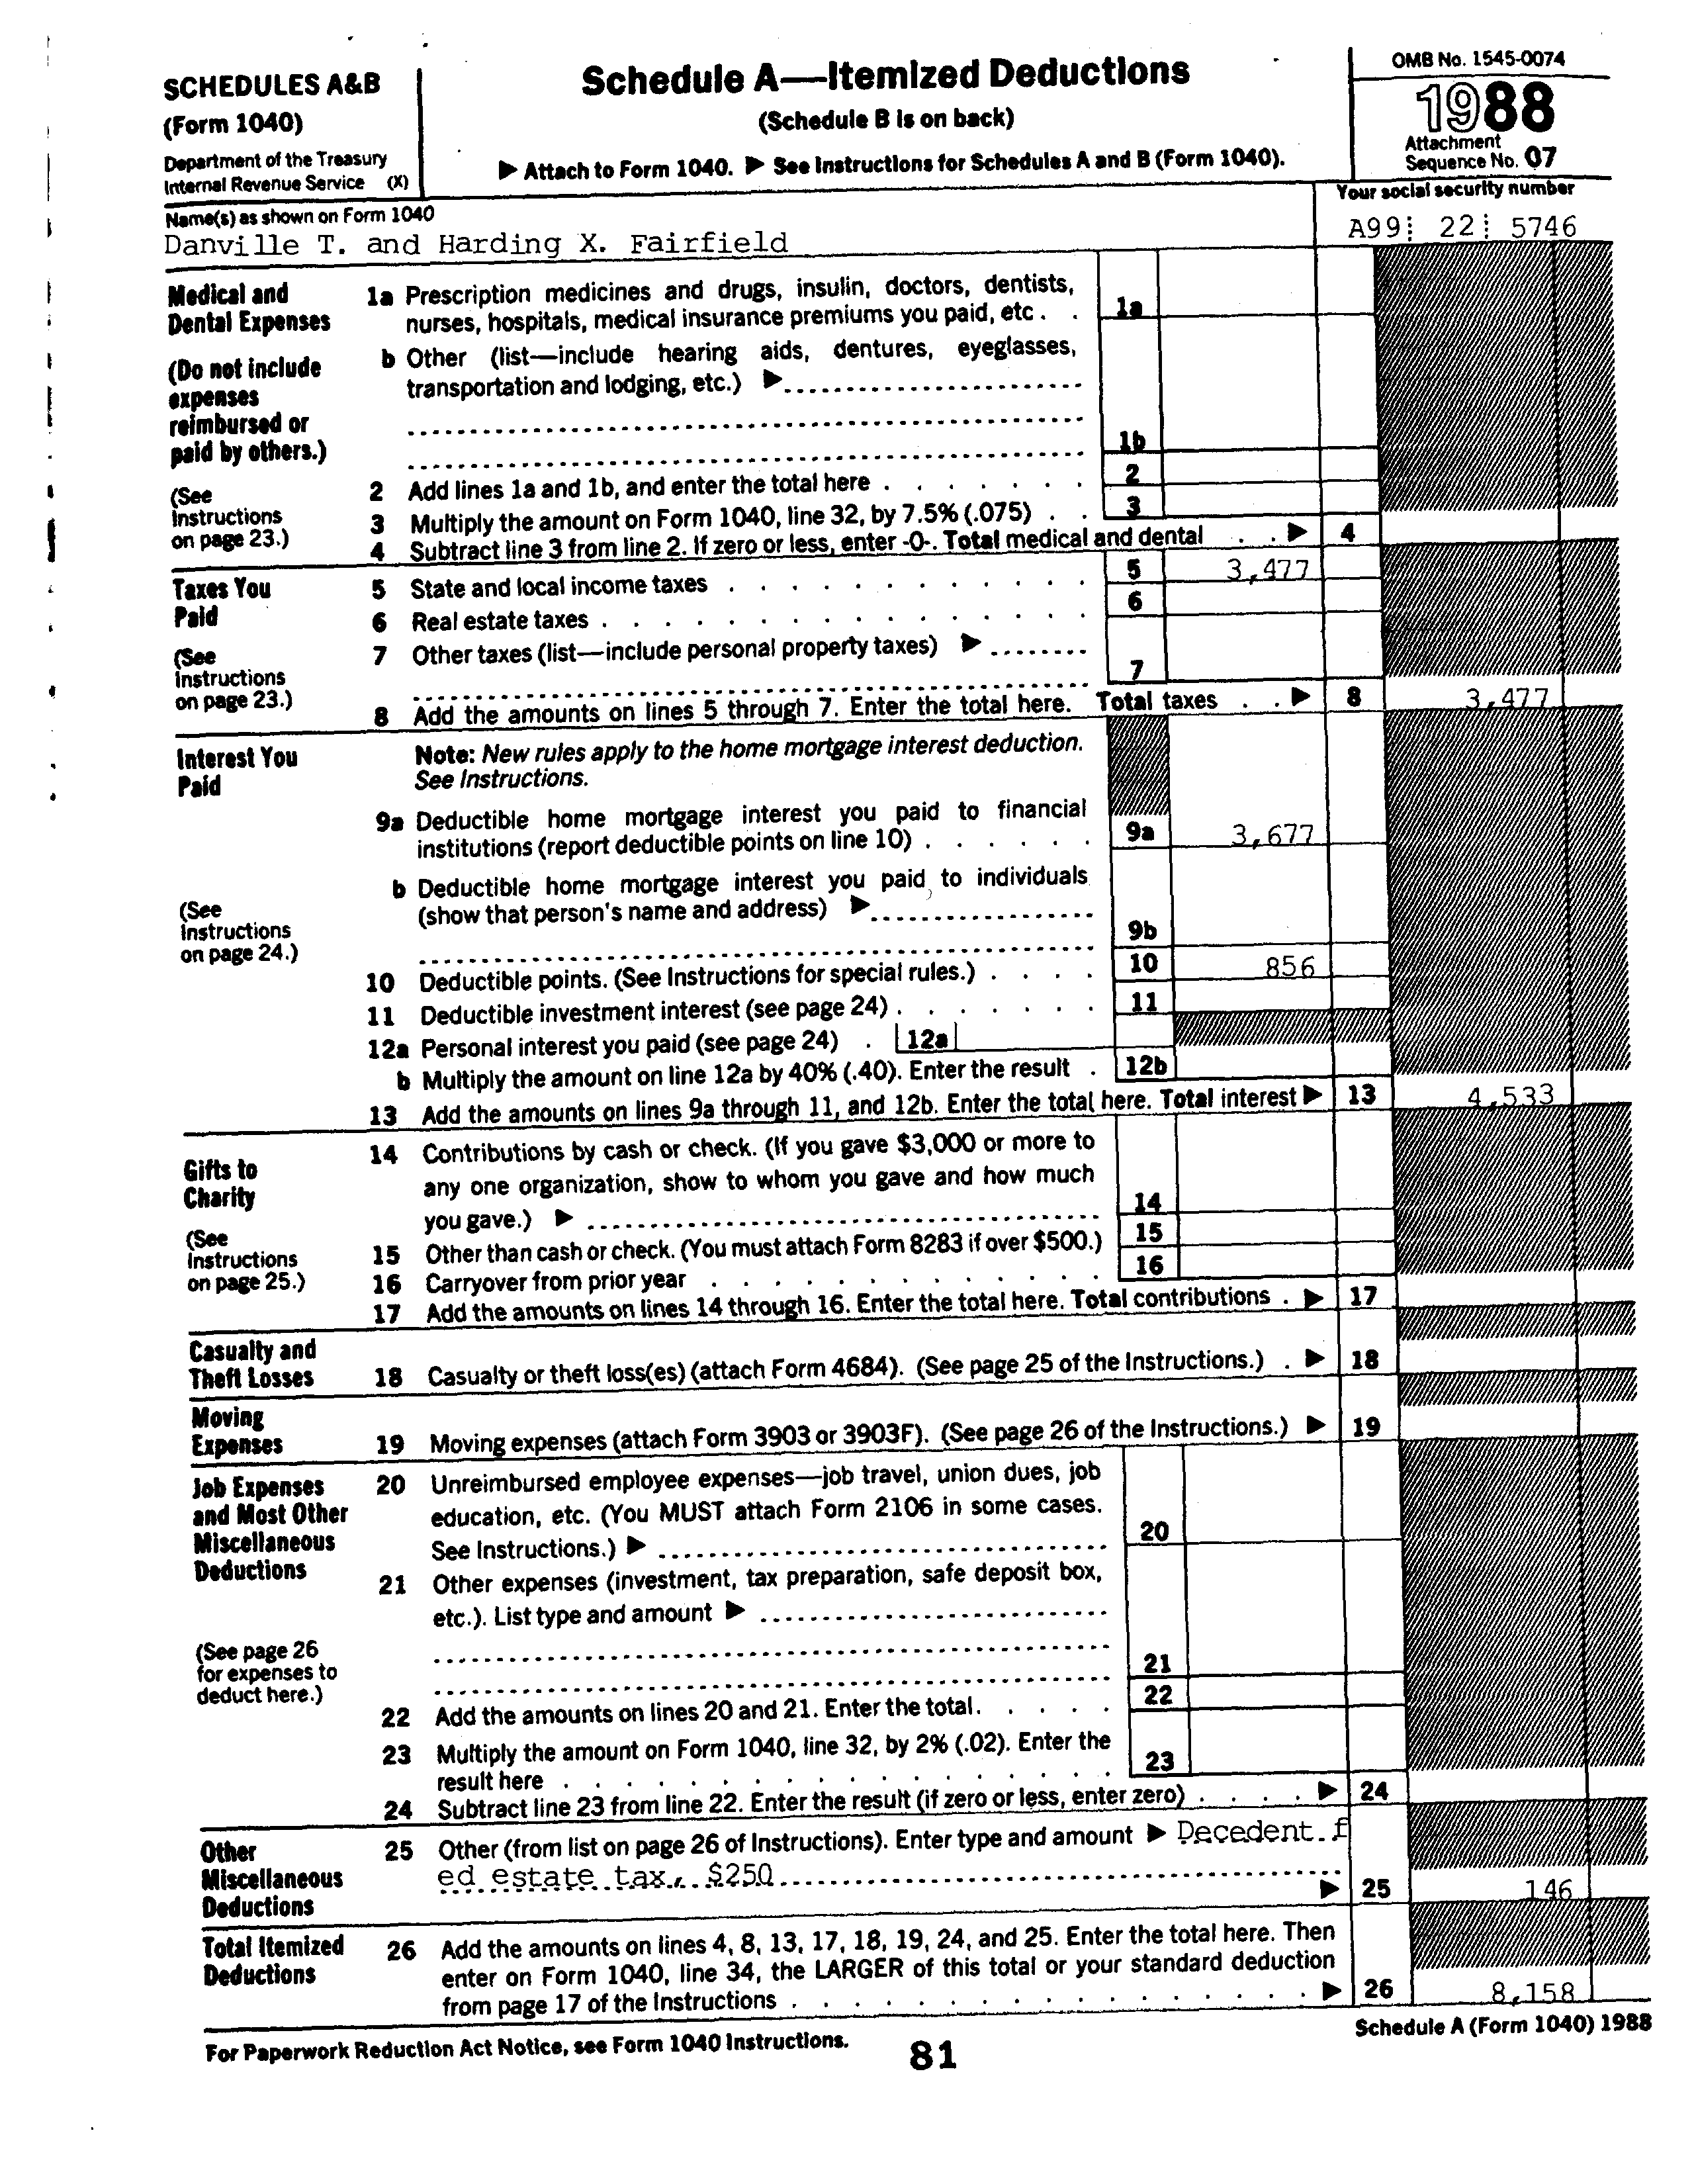 SCHEDULES A&B
(Form 1040)
Department of the Treasury
Internal Revenue Service (X)
Schedule A—Itemized Deductions
(Schedule B is on back)
▶ Attach to Form 1040. ▶ See Instructions for Schedules A and B (Form 1040).
OMB No. 1545-0074
1988
Attachment
Sequence No. 07
Name(s) as shown on Form 1040
Danville T. and Harding X. Fairfield
Your social security number
A99 22 5746
Medical and
Dental Expenses
(Do not include
expenses
reimbursed or
paid by others.)
(See
Instructions
on page 23.)
1a Prescription medicines and drugs, insulin, doctors, dentists,
nurses, hospitals, medical insurance premiums you paid, etc . . 1a
b Other (list—include hearing aids, dentures, eyeglasses,
transportation and lodging, etc.) ▶
1b
2 Add lines 1a and 1b, and enter the total here . . . . . . . 2
3 Multiply the amount on Form 1040, line 32, by 7.5% (.075) . . 3
4 Subtract line 3 from line 2. If zero or less, enter -0-. Total medical and dental . . ▶ 4
Taxes You
Paid
(See
Instructions
on page 23.)
5 State and local income taxes . . . . . . . . . . . . 5 3,477
6 Real estate taxes . . . . . . . . . . . . . . . . 6
7 Other taxes (list—include personal property taxes) ▶
7
8 Add the amounts on lines 5 through 7. Enter the total here. Total taxes . . ▶ 8 3,477
Interest You
Paid
(See
Instructions
on page 24.)
Note: New rules apply to the home mortgage interest deduction.
See Instructions.
9a Deductible home mortgage interest you paid to financial
institutions (report deductible points on line 10) . . . . . . 9a 3,677
b Deductible home mortgage interest you paid to individuals
(show that person's name and address) ▶
9b
10 Deductible points. (See Instructions for special rules.) . . . . 10 856
11 Deductible investment interest (see page 24) . . . . . . . 11
12a Personal interest you paid (see page 24) . 12a
b Multiply the amount on line 12a by 40% (.40). Enter the result . 12b
13 Add the amounts on lines 9a through 11, and 12b. Enter the total here. Total interest ▶ 13 4,533
Gifts to
Charity
(See
Instructions
on page 25.)
14 Contributions by cash or check. (If you gave $3,000 or more to
any one organization, show to whom you gave and how much
you gave.) ▶ 14
15 Other than cash or check. (You must attach Form 8283 if over $500.) 15
16 Carryover from prior year . . . . . . . . . . . . . 16
17 Add the amounts on lines 14 through 16. Enter the total here. Total contributions . ▶ 17
Casualty and
Theft Losses
18 Casualty or theft loss(es) (attach Form 4684). (See page 25 of the Instructions.) . ▶ 18
Moving
Expenses
19 Moving expenses (attach Form 3903 or 3903F). (See page 26 of the Instructions.) ▶ 19
Job Expenses
and Most Other
Miscellaneous
Deductions
(See page 26
for expenses to
deduct here.)
20 Unreimbursed employee expenses—job travel, union dues, job
education, etc. (You MUST attach Form 2106 in some cases.
See Instructions.) ▶ 20
21 Other expenses (investment, tax preparation, safe deposit box,
etc.). List type and amount ▶
21
22 Add the amounts on lines 20 and 21. Enter the total. . . . . 22
23 Multiply the amount on Form 1040, line 32, by 2% (.02). Enter the
result here . . . . . . . . . . . . . . . . . . 23
24 Subtract line 23 from line 22. Enter the result (if zero or less, enter zero) . . . . ▶ 24
Other
Miscellaneous
Deductions
25 Other (from list on page 26 of Instructions). Enter type and amount ▶ Decedent f
ed estate tax, $250
▶ 25 146
Total Itemized
Deductions
26 Add the amounts on lines 4, 8, 13, 17, 18, 19, 24, and 25. Enter the total here. Then
enter on Form 1040, line 34, the LARGER of this total or your standard deduction
from page 17 of the Instructions . . . . . . . . . . . . . . . . . ▶ 26 8,158
For Paperwork Reduction Act Notice, see Form 1040 Instructions.
81
Schedule A (Form 1040) 1988